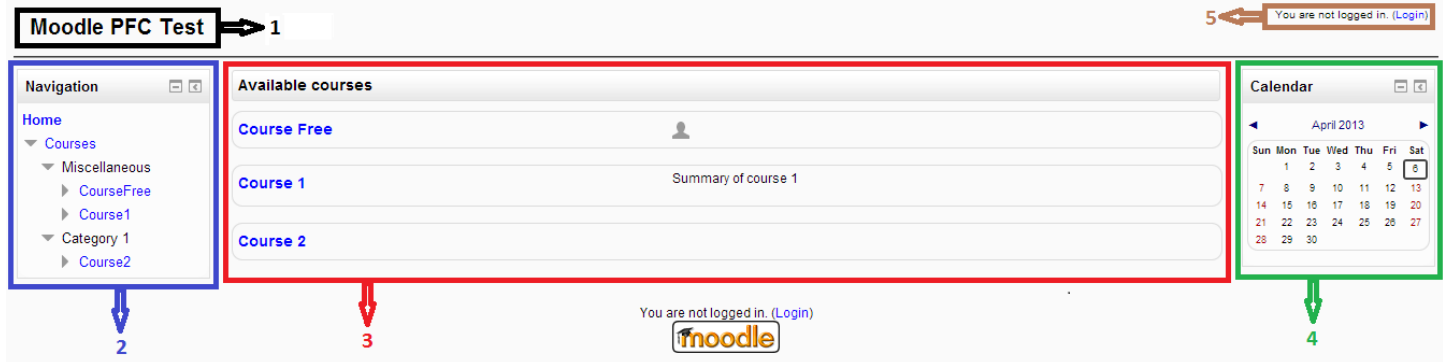 Moodle PFC Test
1
5
You are not logged in. (Login)
Navigation
Home
Courses
Miscellaneous
CourseFree
Course1
Category 1
Course2
2
Available courses
Course Free
Course 1
Summary of course 1
Course 2
3
Calendar
April 2013
Sun Mon Tue Wed Thu Fri Sat
1 2 3 4 5 6
7 8 9 10 11 12 13
14 15 16 17 18 19 20
21 22 23 24 25 26 27
28 29 30
4
You are not logged in. (Login)
moodle